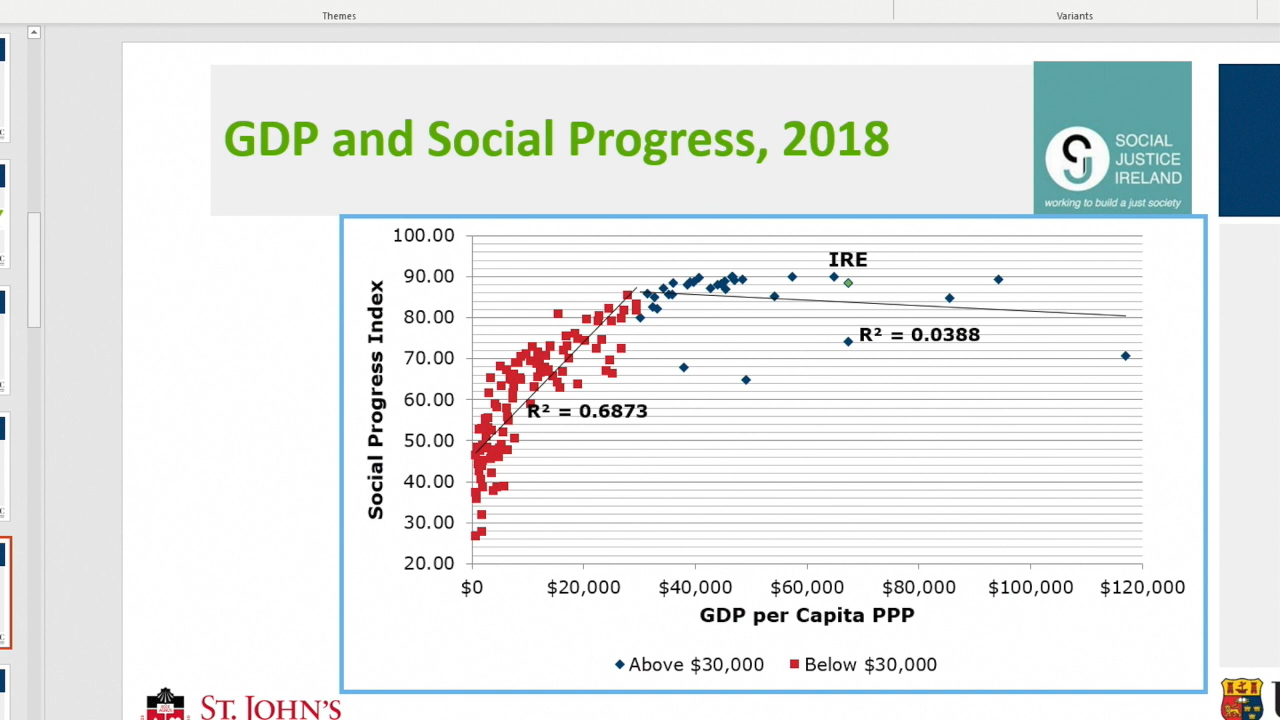 Themes
Variants
GDP and Social Progress, 2018
SOCIAL
JUSTICE
IRELAND
working to build a just society
100.00
90.00
80.00
70.00
60.00
50.00
40.00
30.00
20.00
Social Progress Index
IRE
R² = 0.0388
R² = 0.6873
$0
$20,000
$40,000
$60,000
$80,000
$100,000
$120,000
GDP per Capita PPP
Above $30,000
Below $30,000
ST. JOHN'S